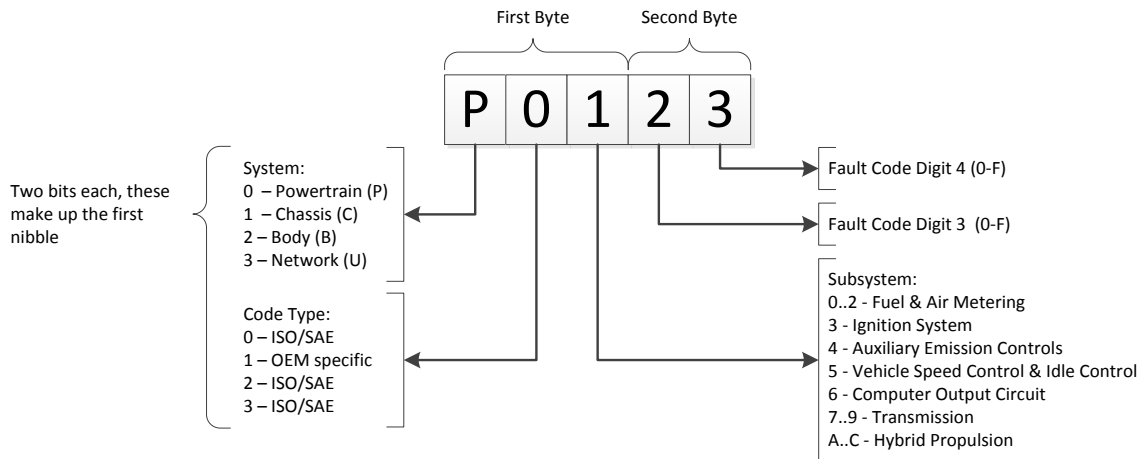 First Byte
Second Byte
P 0 1 2 3
Two bits each, these
make up the first
nibble
System:
0 – Powertrain (P)
1 – Chassis (C)
2 – Body (B)
3 – Network (U)
Code Type:
0 – ISO/SAE
1 – OEM specific
2 – ISO/SAE
3 – ISO/SAE
Fault Code Digit 4 (0-F)
Fault Code Digit 3 (0-F)
Subsystem:
0..2 - Fuel & Air Metering
3 - Ignition System
4 - Auxiliary Emission Controls
5 - Vehicle Speed Control & Idle Control
6 - Computer Output Circuit
7..9 - Transmission
A..C - Hybrid Propulsion